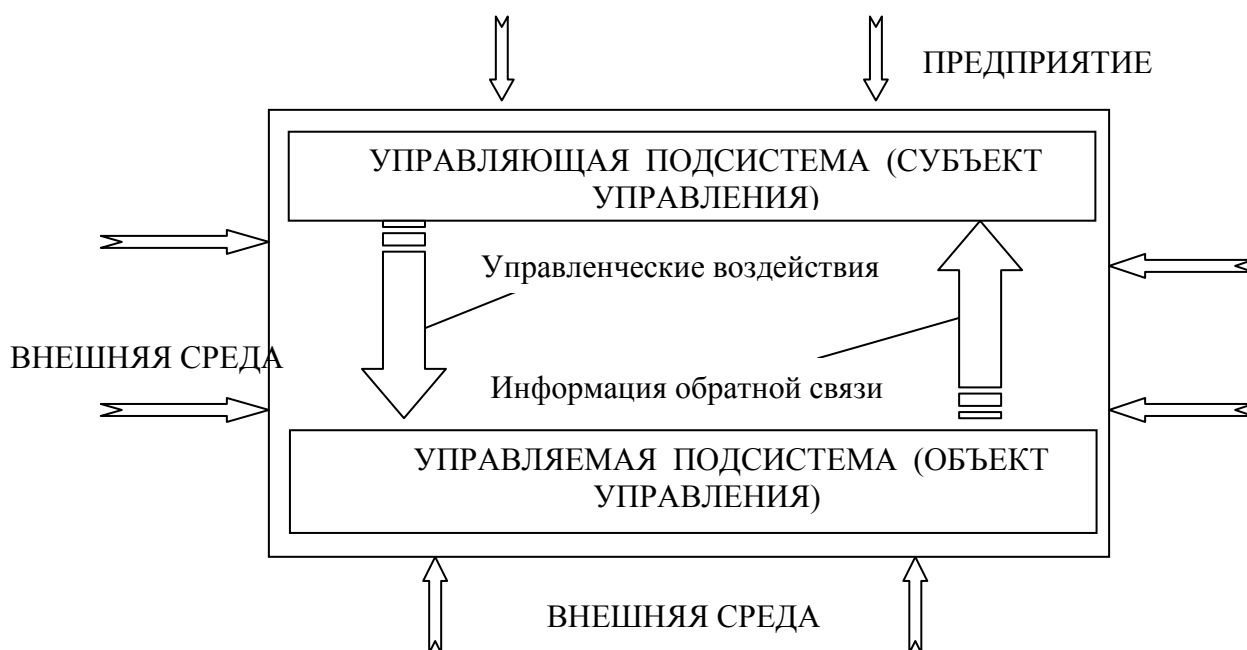 ПРЕДПРИЯТИЕ
УПРАВЛЯЮЩАЯ ПОДСИСТЕМА (СУБЪЕКТ
УПРАВЛЕНИЯ)
Управленческие воздействия
ВНЕШНЯЯ СРЕДА
Информация обратной связи
УПРАВЛЯЕМАЯ ПОДСИСТЕМА (ОБЪЕКТ
УПРАВЛЕНИЯ)
ВНЕШНЯЯ СРЕДА